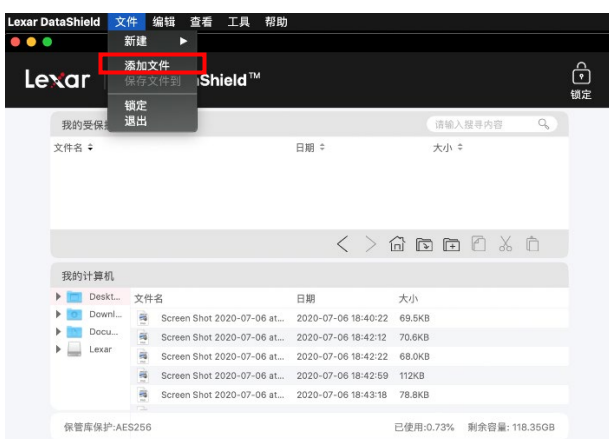 Lexar DataShield 文件 编辑 查看 工具 帮助
新建
添加文件
保存文件到
锁定
退出
Lexar Shield™
锁定
我的受保 请输入搜寻内容
文件名 日期 大小
我的计算机
文件名 日期 大小
Deskt...
Downl...
Docu...
Lexar
Screen Shot 2020-07-06 at... 2020-07-06 18:40:22 69.5KB
Screen Shot 2020-07-06 at... 2020-07-06 18:42:12 70.6KB
Screen Shot 2020-07-06 at... 2020-07-06 18:42:22 68.0KB
Screen Shot 2020-07-06 at... 2020-07-06 18:42:59 112KB
Screen Shot 2020-07-06 at... 2020-07-06 18:43:18 78.8KB
保管库保护:AES256 已使用:0.73% 剩余容量: 118.35GB